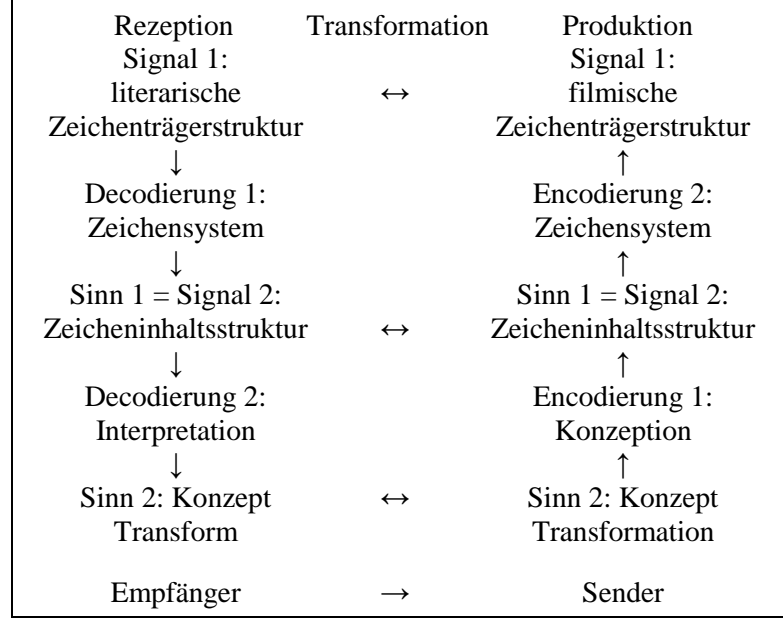 Rezeption Transformation Produktion
Signal 1: Signal 1:
literarische ↔ filmische
Zeichenträgerstruktur Zeichenträgerstruktur
↓ ↑
Decodierung 1: Encodierung 2:
Zeichensystem Zeichensystem
↓ ↑
Sinn 1 = Signal 2: Sinn 1 = Signal 2:
Zeicheninhaltsstruktur ↔ Zeicheninhaltsstruktur
↓ ↑
Decodierung 2: Encodierung 1:
Interpretation Konzeption
↓ ↑
Sinn 2: Konzept ↔ Sinn 2: Konzept
Transform Transformation
Empfänger → Sender